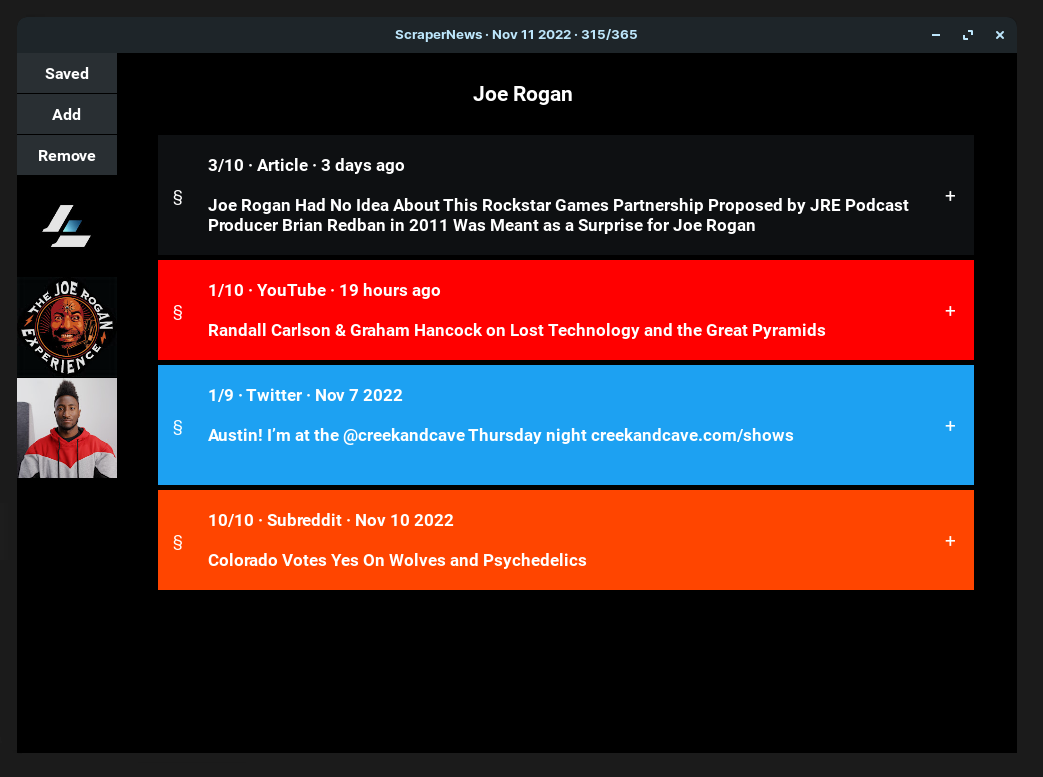 ScraperNews · Nov 11 2022 · 315/365
Saved
Add
Remove
THE JOE ROGAN
EXPERIENCE
Joe Rogan
3/10 · Article · 3 days ago
§
Joe Rogan Had No Idea About This Rockstar Games Partnership Proposed by JRE Podcast
Producer Brian Redban in 2011 Was Meant as a Surprise for Joe Rogan
+
1/10 · YouTube · 19 hours ago
§
Randall Carlson & Graham Hancock on Lost Technology and the Great Pyramids
+
1/9 · Twitter · Nov 7 2022
§
Austin! I’m at the @creekandcave Thursday night creekandcave.com/shows
+
10/10 · Subreddit · Nov 10 2022
§
Colorado Votes Yes On Wolves and Psychedelics
+